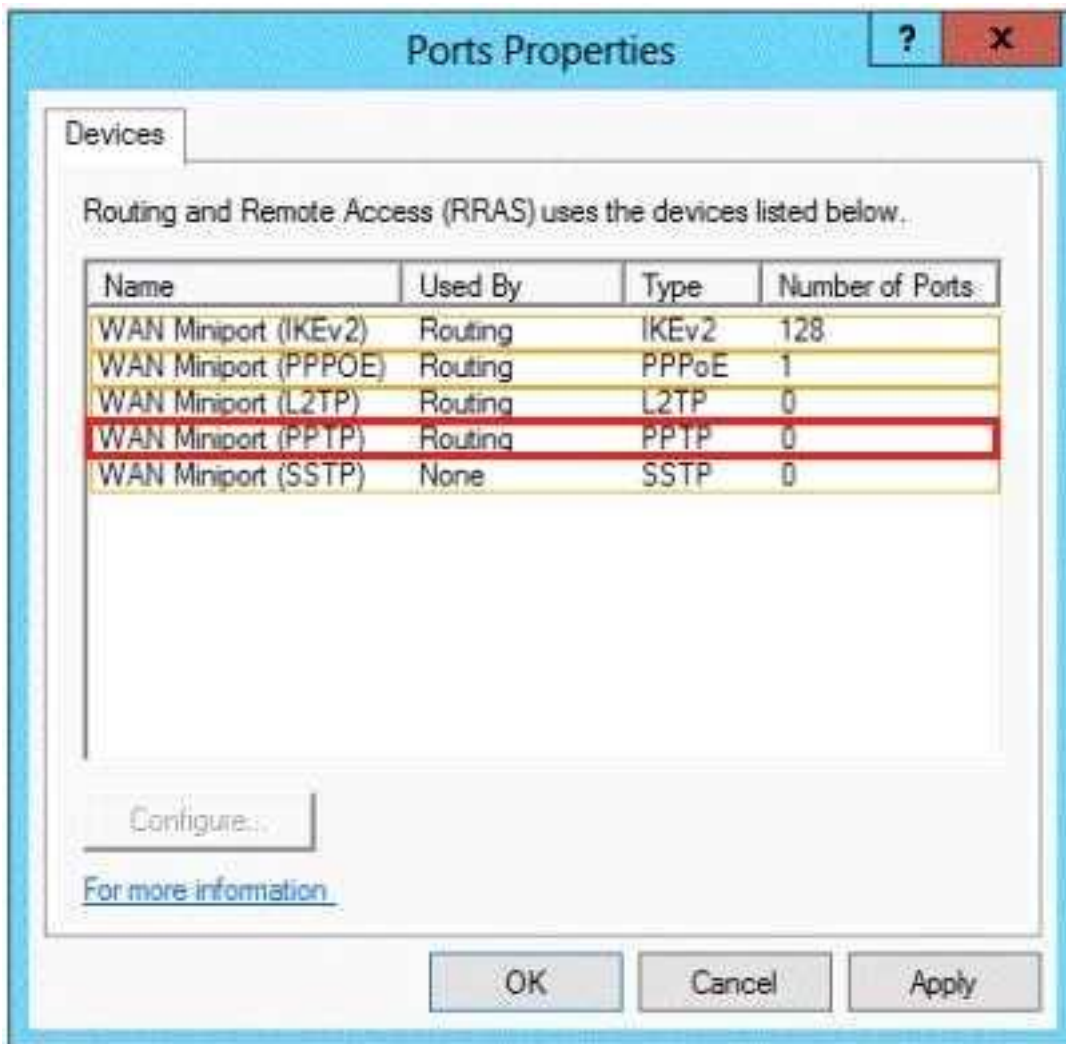 Ports Properties
? x
Devices
Routing and Remote Access (RRAS) uses the devices listed below.
Name Used By Type Number of Ports
WAN Miniport (IKEv2) Routing IKEv2 128
WAN Miniport (PPPOE) Routing PPPoE 1
WAN Miniport (L2TP) Routing L2TP 0
WAN Miniport (PPTP) Routing PPTP 0
WAN Miniport (SSTP) None SSTP 0
Configure...
For more information
OK Cancel Apply